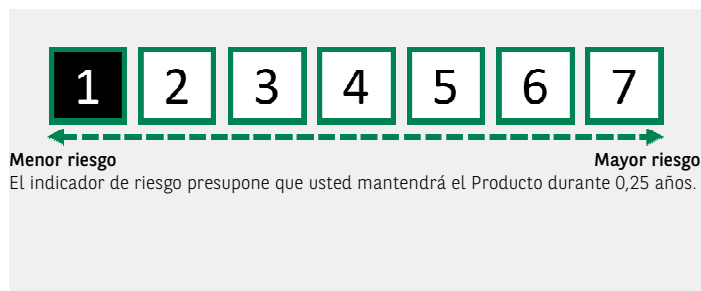 1 2 3 4 5 6 7
Menor riesgo Mayor riesgo
El indicador de riesgo presupone que usted mantendrá el Producto durante 0,25 años.